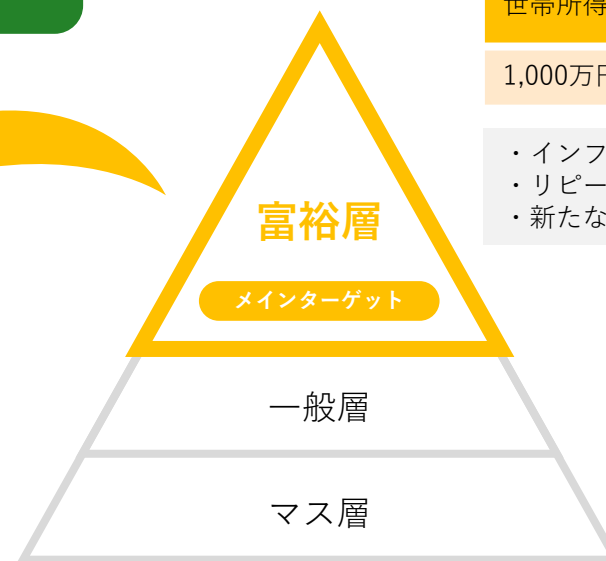 世帯所得
1,000万円
・インフ
・リピー
・新たな
富裕層
メインターゲット
一般層
マス層